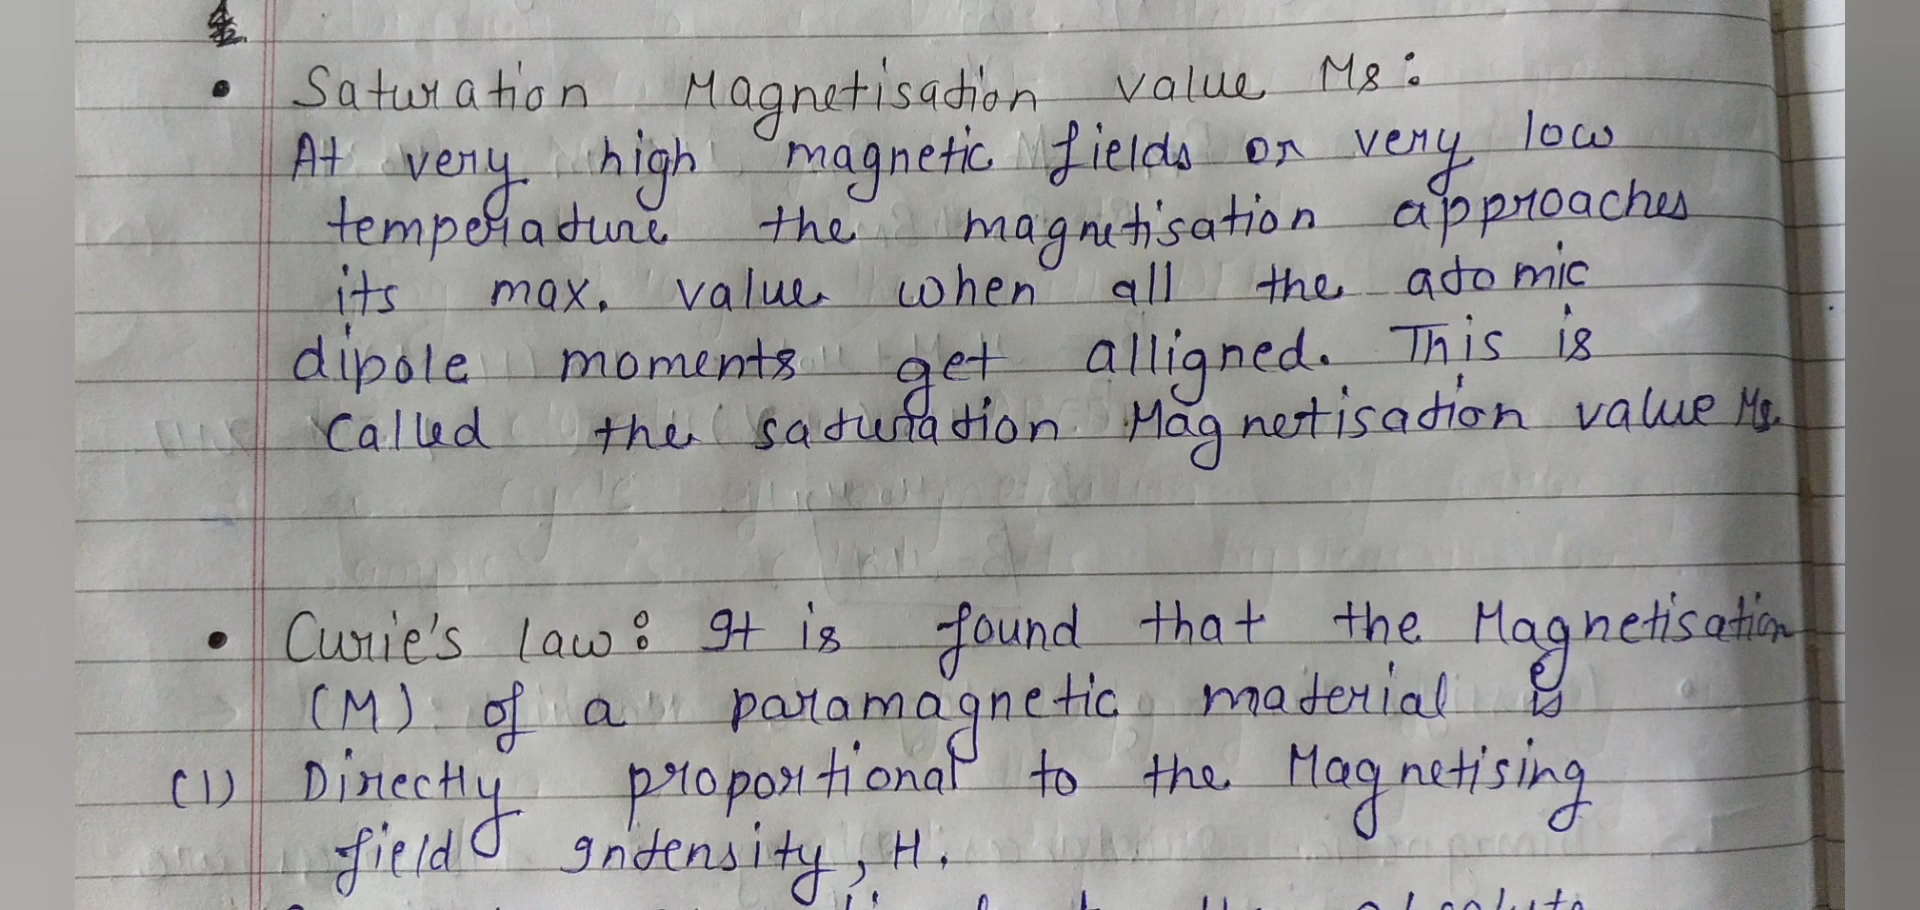 • Saturation Magnetisation value Ms:
At very high magnetic fields or very low
temperature the magnetisation approaches
its max. value when all the atomic
dipole moments get alligned. This is
Called the saturation Magnetisation value Ms.
• Curie's law: It is found that the Magnetisation
(M) of a paramagnetic material is
(1) Directly proportional to the Magnetising
field Intensity, H.